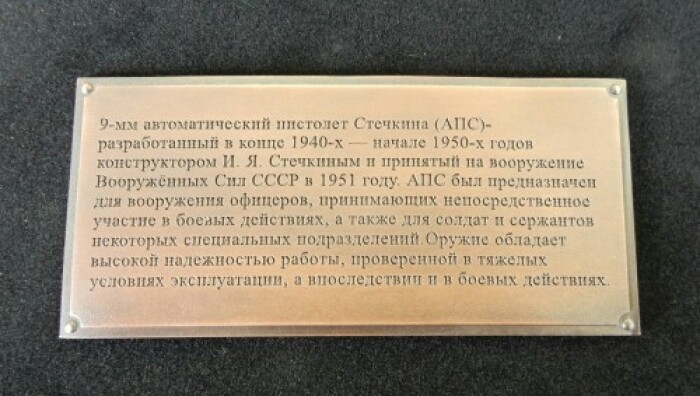 9-мм автоматический пистолет Стечкина (АПС)-
разработанный в конце 1940-х — начале 1950-х годов
конструктором И. Я. Стечкиным и принятый на вооружение
Вооружённых Сил СССР в 1951 году. АПС был предназначен
для вооружения офицеров, принимающих непосредственное
участие в боевых действиях, а также для солдат и сержантов
некоторых специальных подразделений.Оружие обладает
высокой надежностью работы, проверенной в тяжелых
условиях эксплуатации, а впоследствии и в боевых действиях.